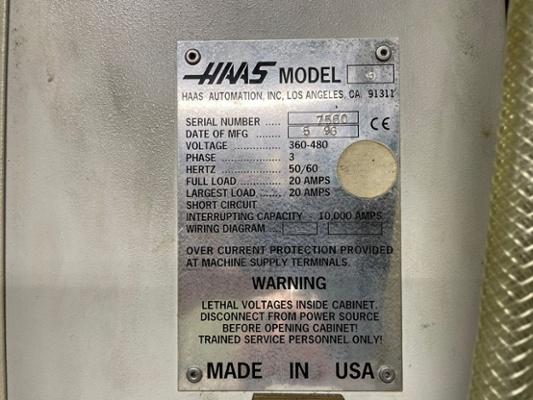 HAAS MODEL
HAAS AUTOMATION, INC, LOS ANGELES, CA. 91311
SERIAL NUMBER ..... 7560
DATE OF MFG ........ 5 96
CE
VOLTAGE .............. 360-480
PHASE .................. 3
HERTZ .................. 50/60
FULL LOAD ........... 20 AMPS
LARGEST LOAD ....... 20 AMPS
SHORT CIRCUIT
INTERRUPTING CAPACITY 10,000 AMPS
WIRING DIAGRAM ....
OVER CURRENT PROTECTION PROVIDED
AT MACHINE SUPPLY TERMINALS.
WARNING
LETHAL VOLTAGES INSIDE CABINET.
DISCONNECT FROM POWER SOURCE
BEFORE OPENING CABINET!
TRAINED SERVICE PERSONNEL ONLY!
MADE IN USA